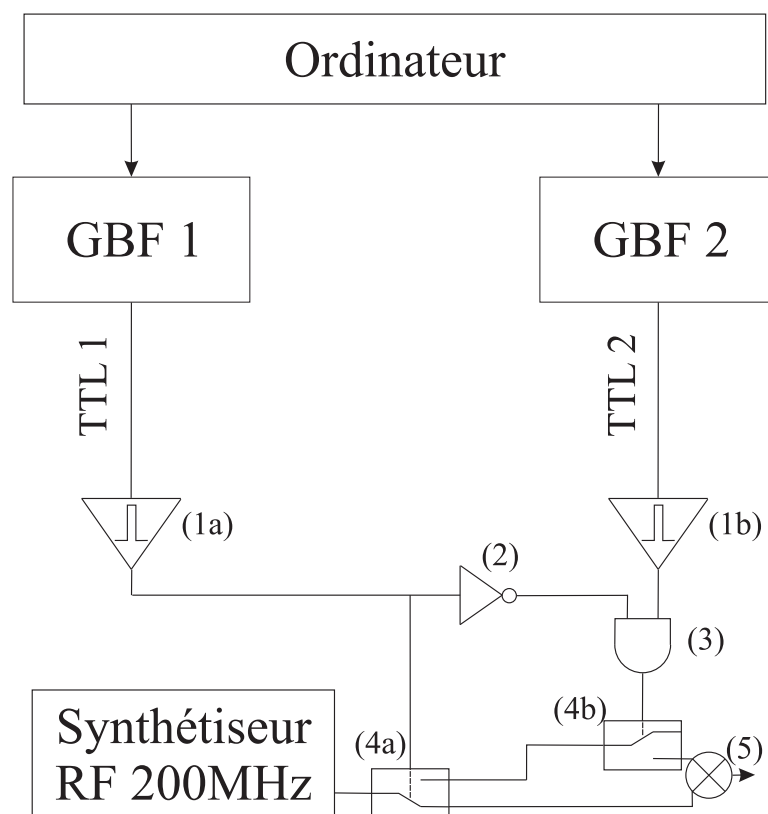 Ordinateur
GBF 1
GBF 2
TTL 1
TTL 2
(1a)
(1b)
(2)
(3)
(4b)
(4a)
(5)
Synthétiseur
RF 200MHz